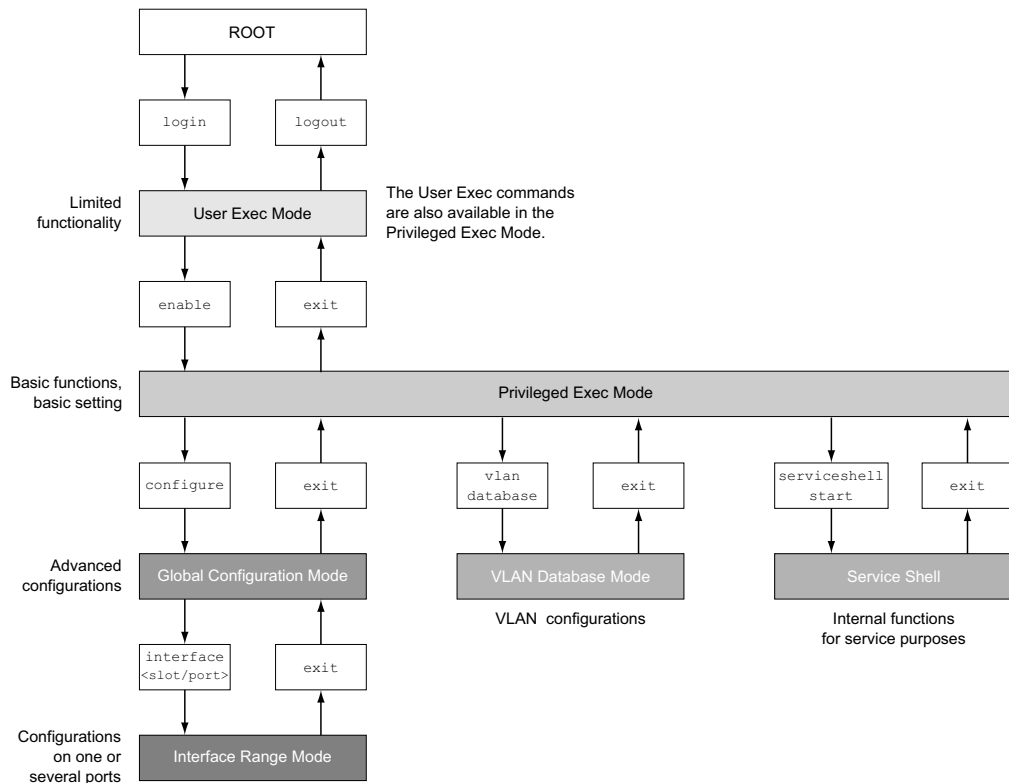 ROOT
login
logout
Limited
functionality
User Exec Mode
The User Exec commands
are also available in the
Privileged Exec Mode.
enable
exit
Basic functions,
basic setting
Privileged Exec Mode
configure
exit
vlan
database
exit
serviceshell
start
exit
Advanced
configurations
Global Configuration Mode
VLAN Database Mode
Service Shell
VLAN configurations
Internal functions
for service purposes
interface
<slot/port>
exit
Configurations
on one or
several ports
Interface Range Mode